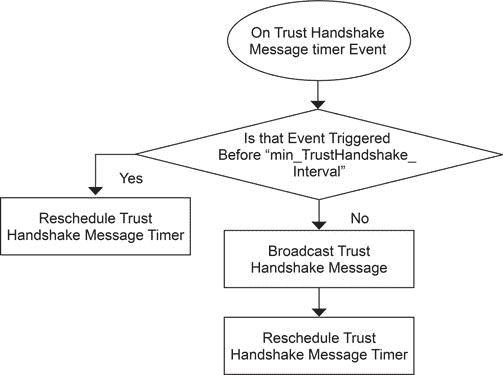 On Trust Handshake
Message timer Event
Is that Event Triggered
Before “min_TrustHandshake_
Interval”
Yes
Reschedule Trust
Handshake Message Timer
No
Broadcast Trust
Handshake Message
Reschedule Trust
Handshake Message Timer